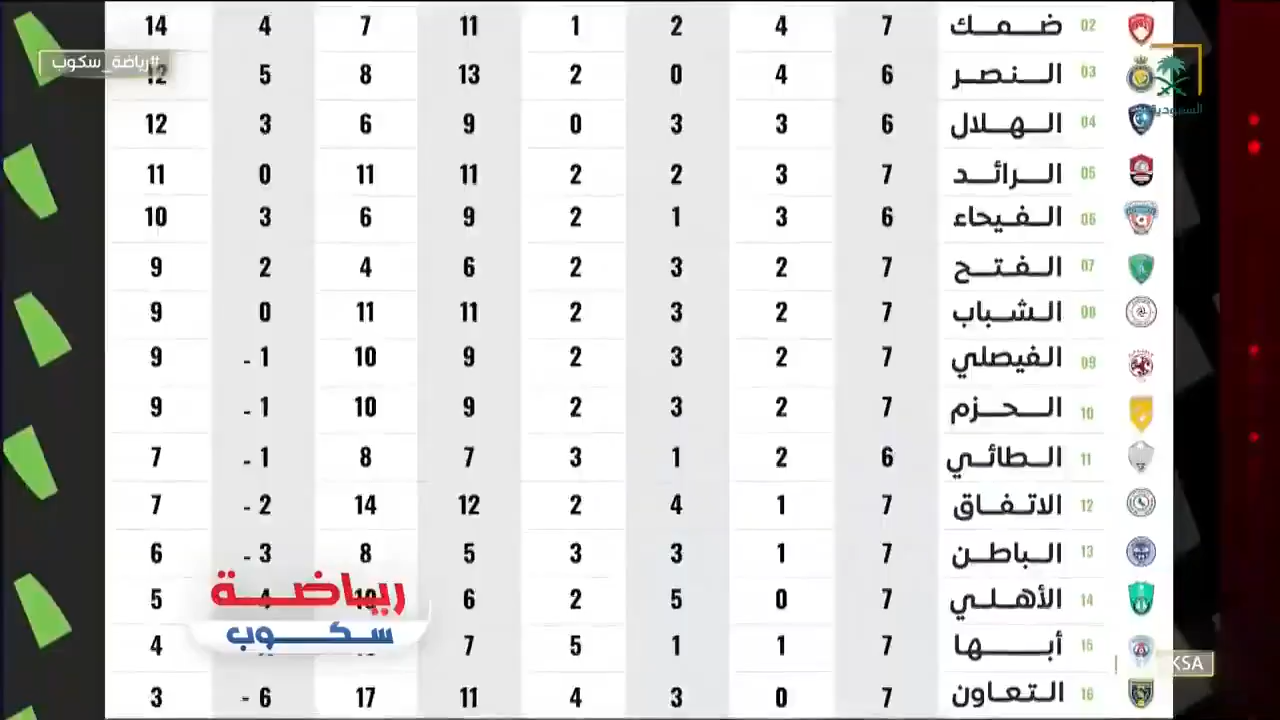 02 ضمك 7 4 2 1 11 7 4 14
#رياضة_سكوب
03 النصر 6 4 0 2 13 8 5 12
السعودية
04 الهلال 6 3 3 0 9 6 3 12
05 الرائد 7 3 2 2 11 11 0 11
06 الفيحاء 6 3 1 2 9 6 3 10
07 الفتح 7 2 3 2 6 4 2 9
08 الشباب 7 2 3 2 11 11 0 9
09 الفيصلي 7 2 3 2 9 10 - 1 9
10 الحزم 7 2 3 2 9 10 - 1 9
11 الطائي 6 2 1 3 7 8 - 1 7
12 الاتفاق 7 1 4 2 12 14 - 2 7
13 الباطن 7 1 3 3 5 8 - 3 6
14 الأهلي 7 0 5 2 6 5
رياضة
سكوب
15 أبها 7 1 1 5 7 4
KSA
16 التعاون 7 0 3 4 11 17 - 6 3